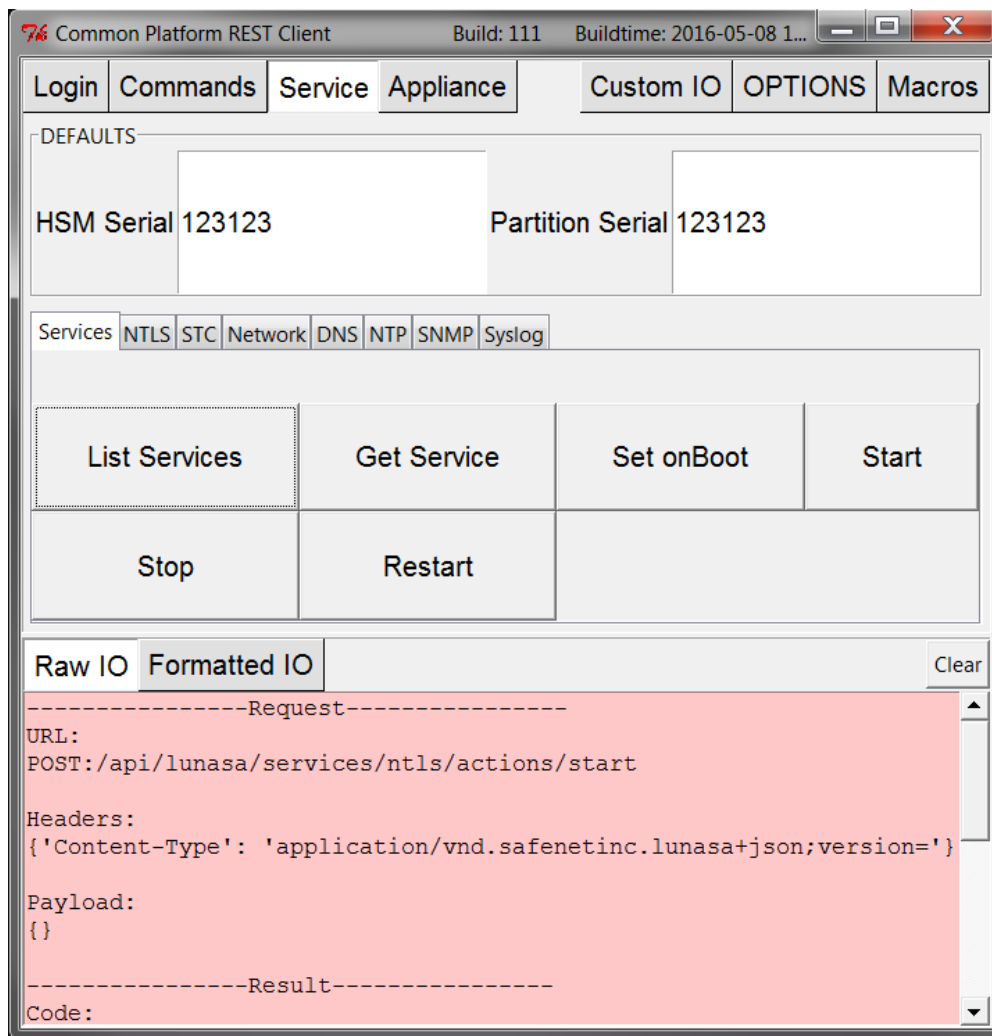 Common Platform REST Client Build: 111 Buildtime: 2016-05-08 1...
Login Commands Service Appliance Custom IO OPTIONS Macros
DEFAULTS
HSM Serial 123123 Partition Serial 123123
Services NTLS STC Network DNS NTP SNMP Syslog
List Services Get Service Set onBoot Start
Stop Restart
Raw IO Formatted IO Clear
----------------Request----------------
URL:
POST:/api/lunasa/services/ntls/actions/start
Headers:
{'Content-Type': 'application/vnd.safenetinc.lunasa+json;version='}
Payload:
{}
----------------Result----------------
Code: